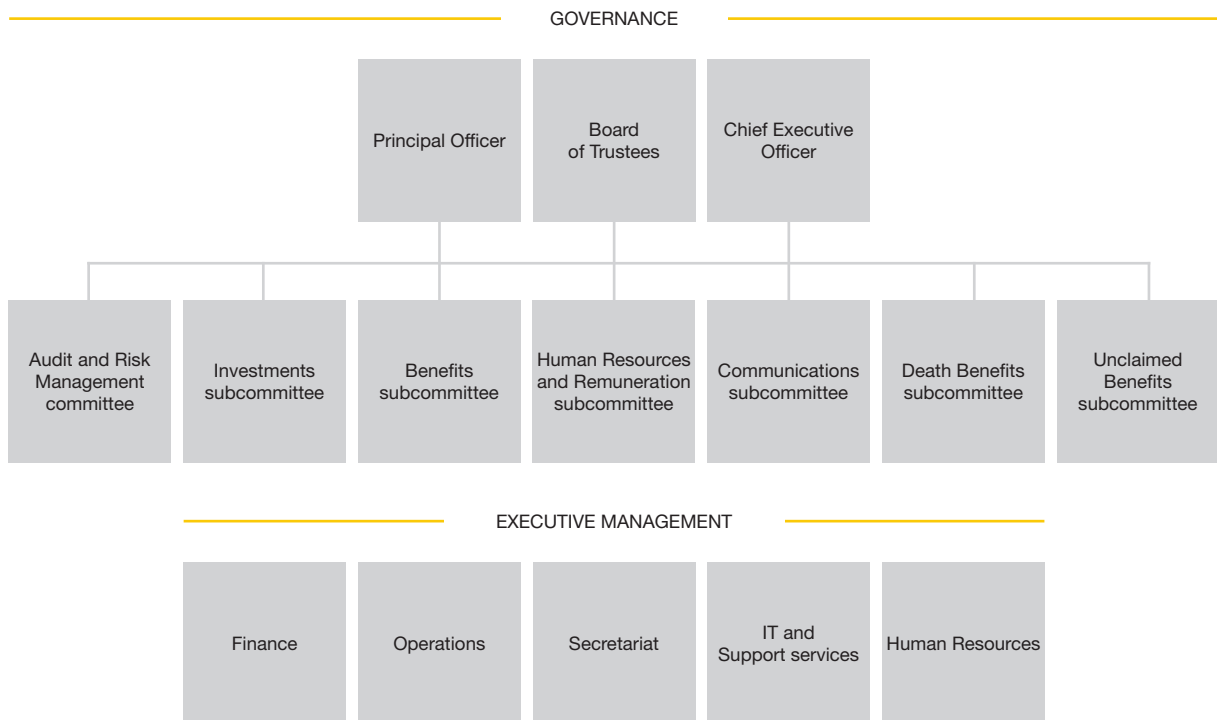 GOVERNANCE
Principal Officer
Board
of Trustees
Chief Executive
Officer
Audit and Risk
Management
committee
Investments
subcommittee
Benefits
subcommittee
Human Resources
and Remuneration
subcommittee
Communications
subcommittee
Death Benefits
subcommittee
Unclaimed
Benefits
subcommittee
EXECUTIVE MANAGEMENT
Finance
Operations
Secretariat
IT and
Support services
Human Resources